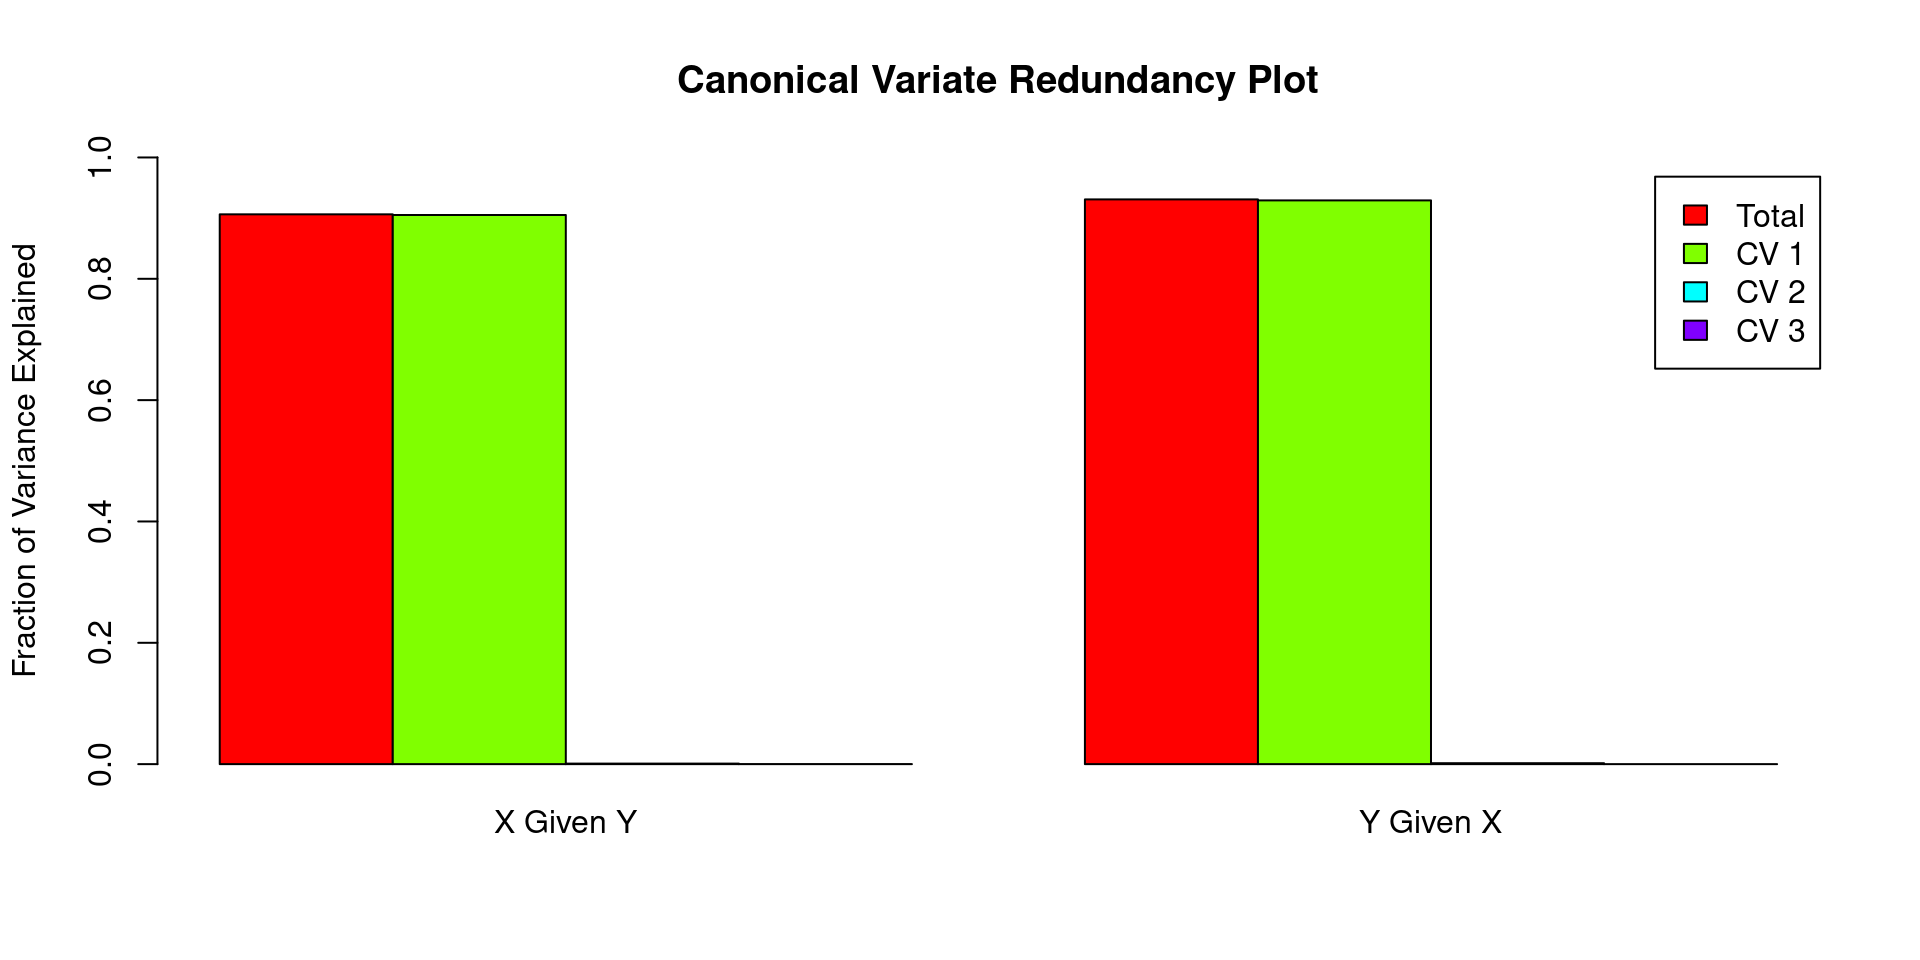 Canonical Variate Redundancy Plot
Fraction of Variance Explained
1.0
0.8
0.6
0.4
0.2
0.0
Total
CV 1
CV 2
CV 3
X Given Y
Y Given X